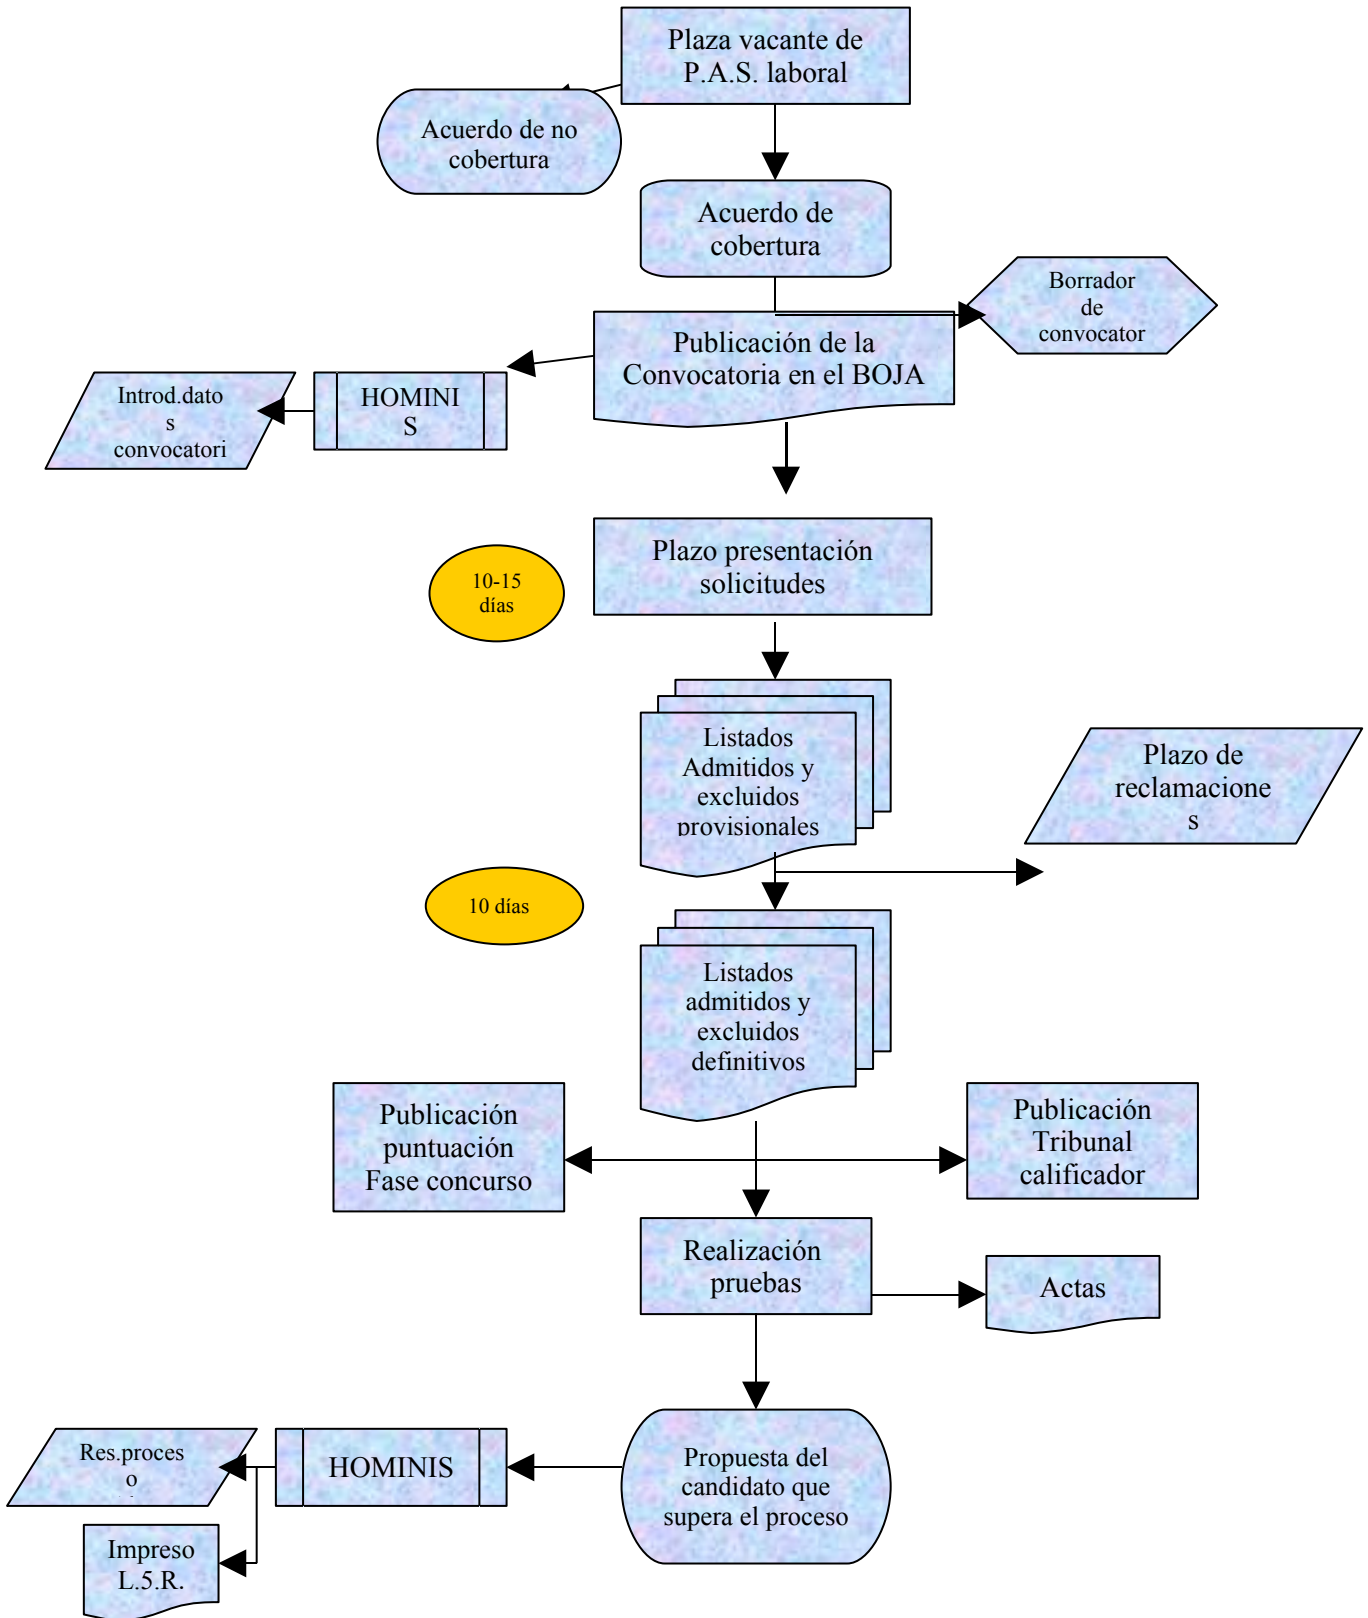 Plaza vacante de
P.A.S. laboral
Acuerdo de no
cobertura
Acuerdo de
cobertura
Borrador
de
convocator
Publicación de la
Convocatoria en el BOJA
HOMINI
S
Introd.dato
s
convocatori
Plazo presentación
solicitudes
10-15
días
Listados
Admitidos y
excluidos
provisionales
Plazo de
reclamacione
s
10 días
Listados
admitidos y
excluidos
definitivos
Publicación
puntuación
Fase concurso
Publicación
Tribunal
calificador
Realización
pruebas
Actas
Propuesta del
candidato que
supera el proceso
HOMINIS
Res.proces
o
Impreso
L.5.R.